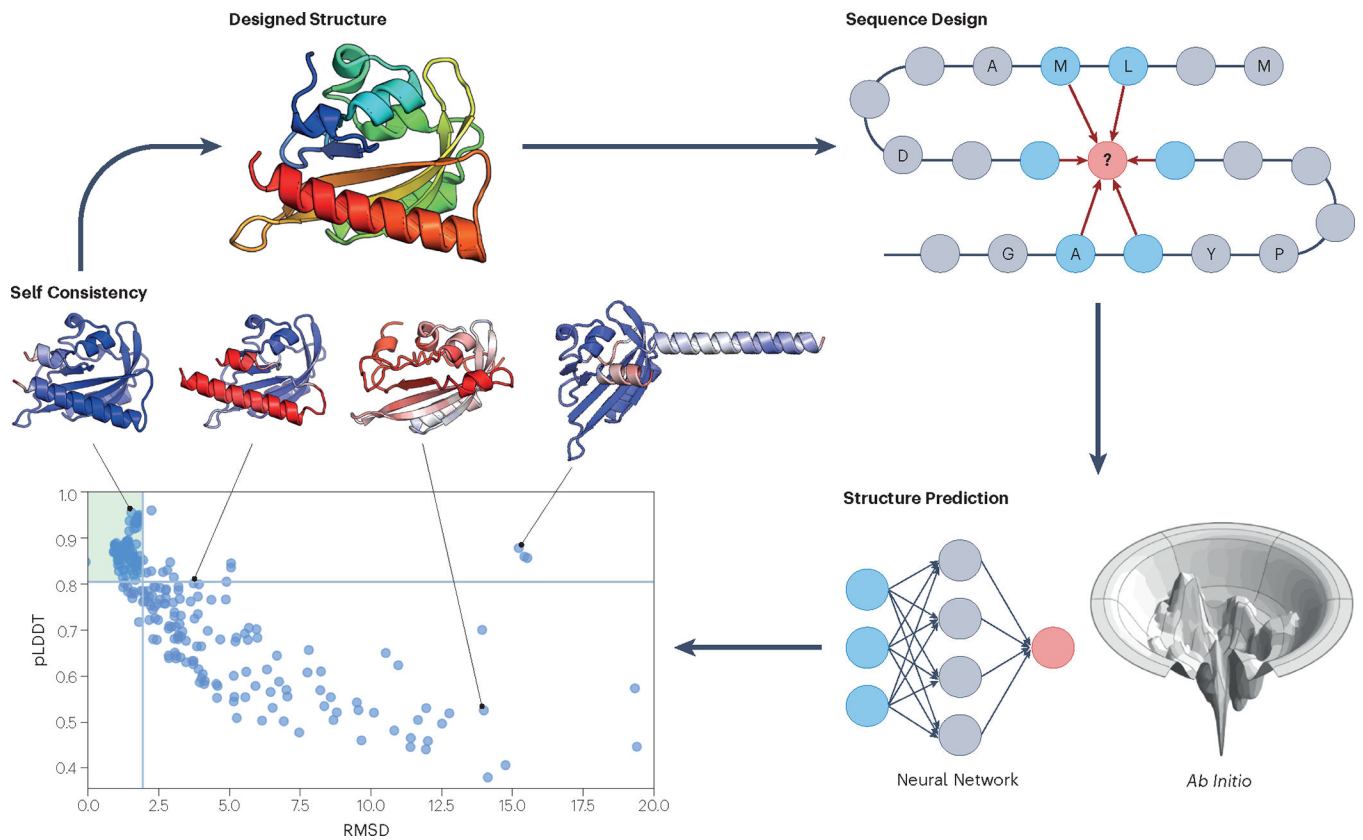 Designed Structure
Sequence Design
A M L M
D ?
G A Y P
Self Consistency
Structure Prediction
Neural Network
Ab Initio
pLDDT
1.0
0.9
0.8
0.7
0.6
0.5
0.4
0.0 2.5 5.0 7.5 10.0 12.5 15.0 17.5 20.0
RMSD